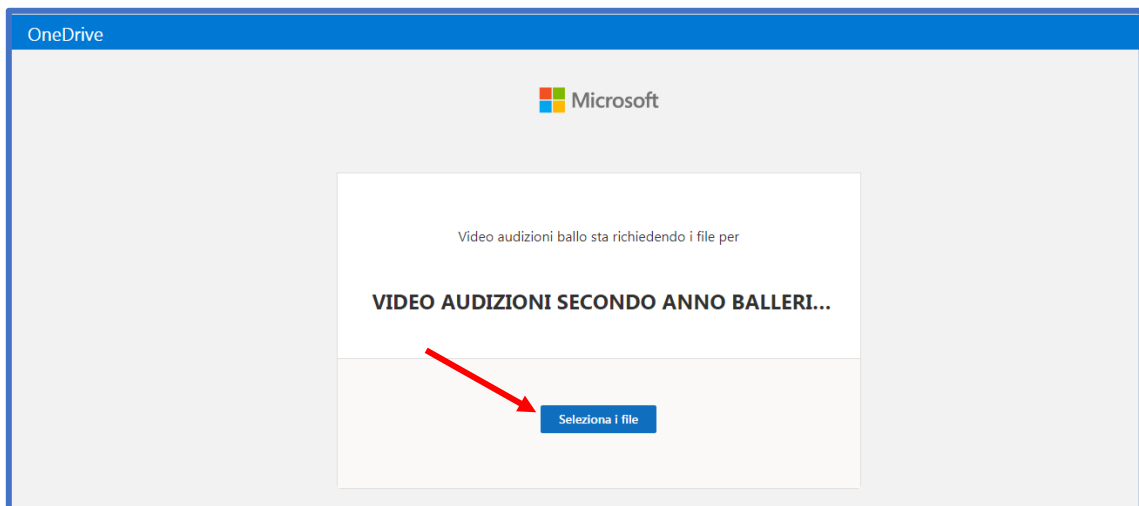 OneDrive
Microsoft
Video audizioni ballo sta richiedendo i file per
VIDEO AUDIZIONI SECONDO ANNO BALLERI...
Seleziona i file